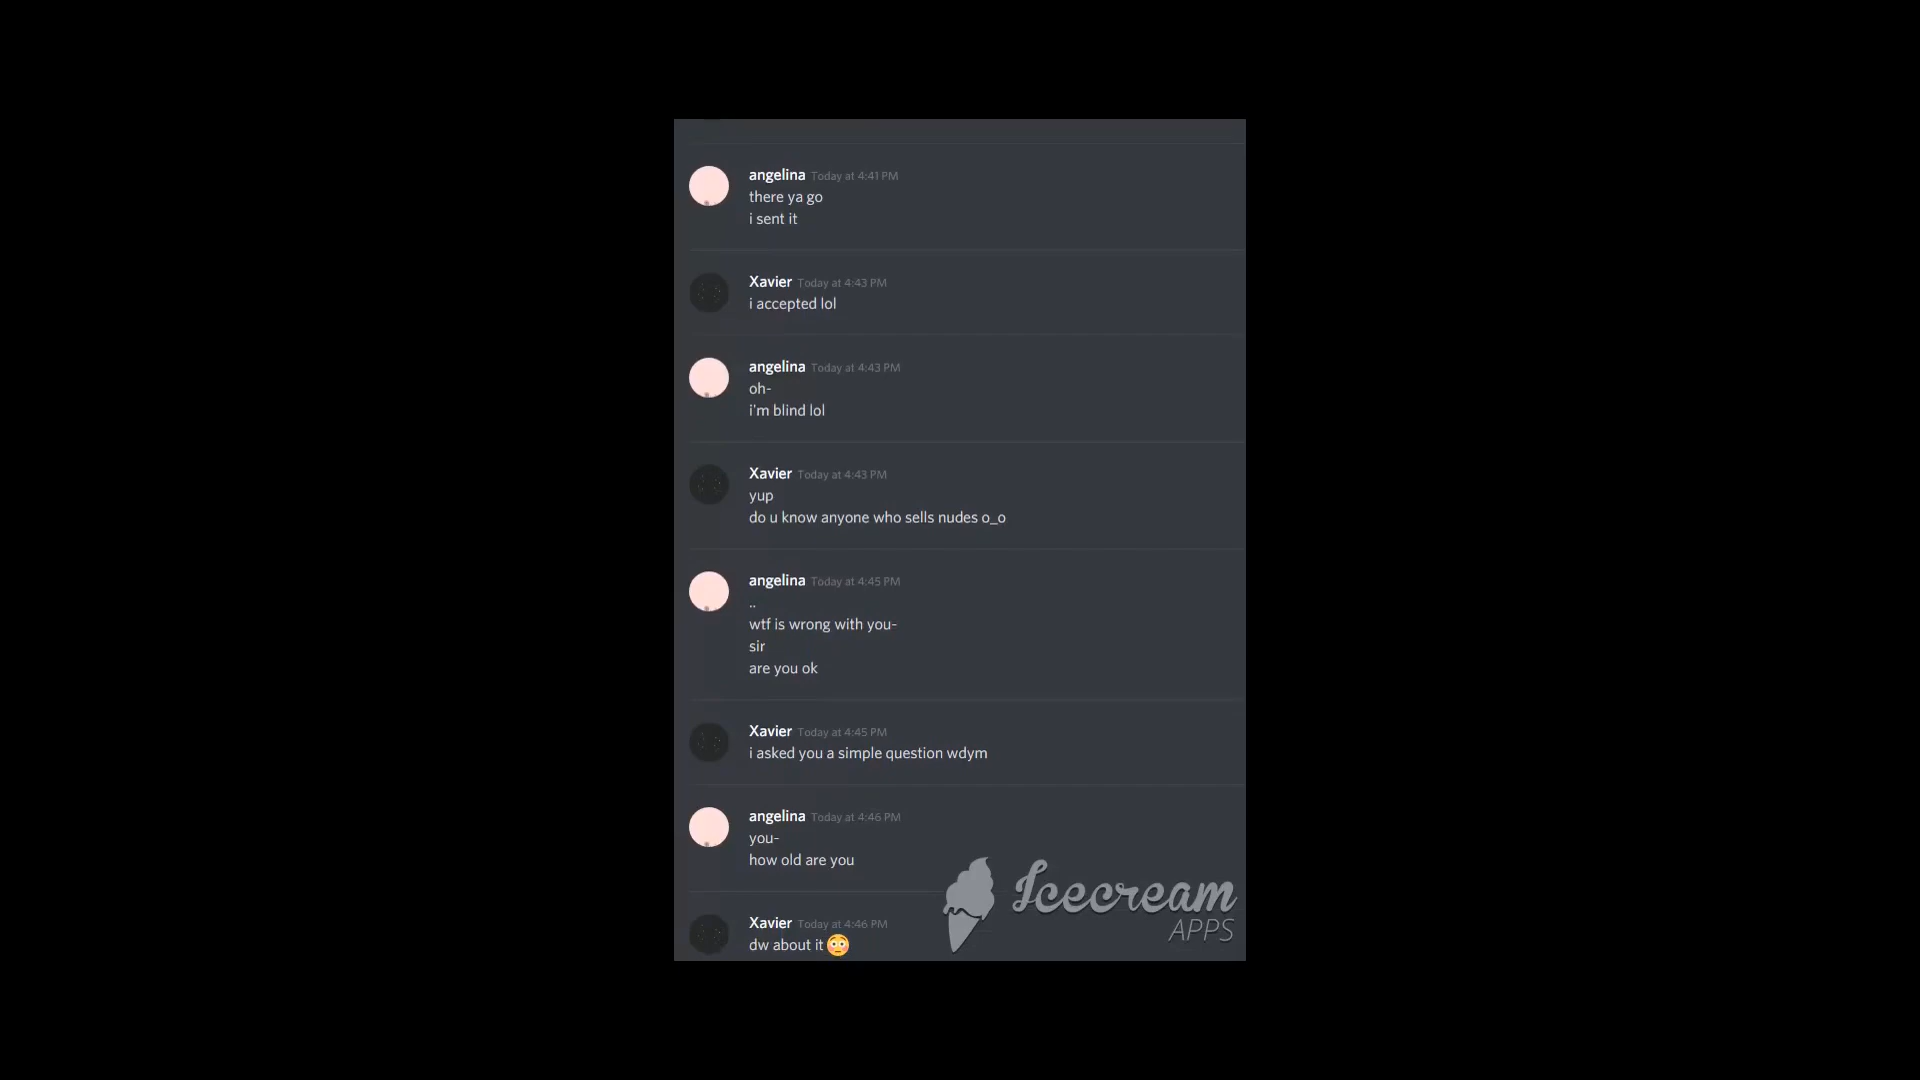 angelina Today at 4:41 PM
there ya go
i sent it
Xavier Today at 4:43 PM
i accepted lol
angelina Today at 4:43 PM
oh-
i'm blind lol
Xavier Today at 4:43 PM
yup
do u know anyone who sells nudes o_o
angelina Today at 4:45 PM
..
wtf is wrong with you-
sir
are you ok
Xavier Today at 4:45 PM
i asked you a simple question wdym
angelina Today at 4:46 PM
you-
how old are you
Xavier Today at 4:46 PM
dw about it 😳
Icecream
APPS